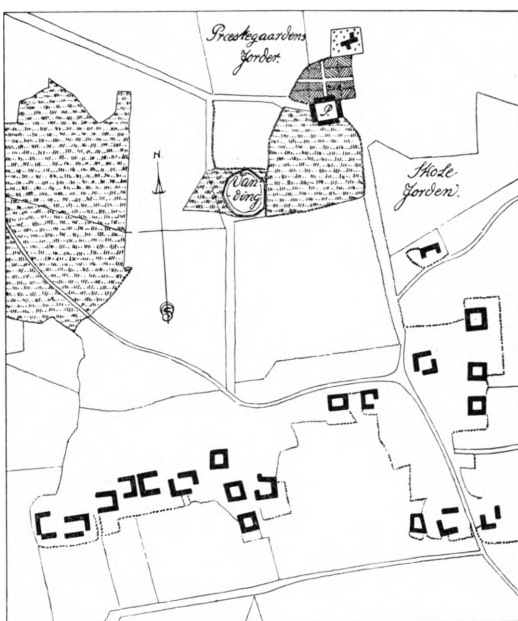 Præstegaardens
Jorder.
P.
Van
ding
Skole
Jorden.
N
S